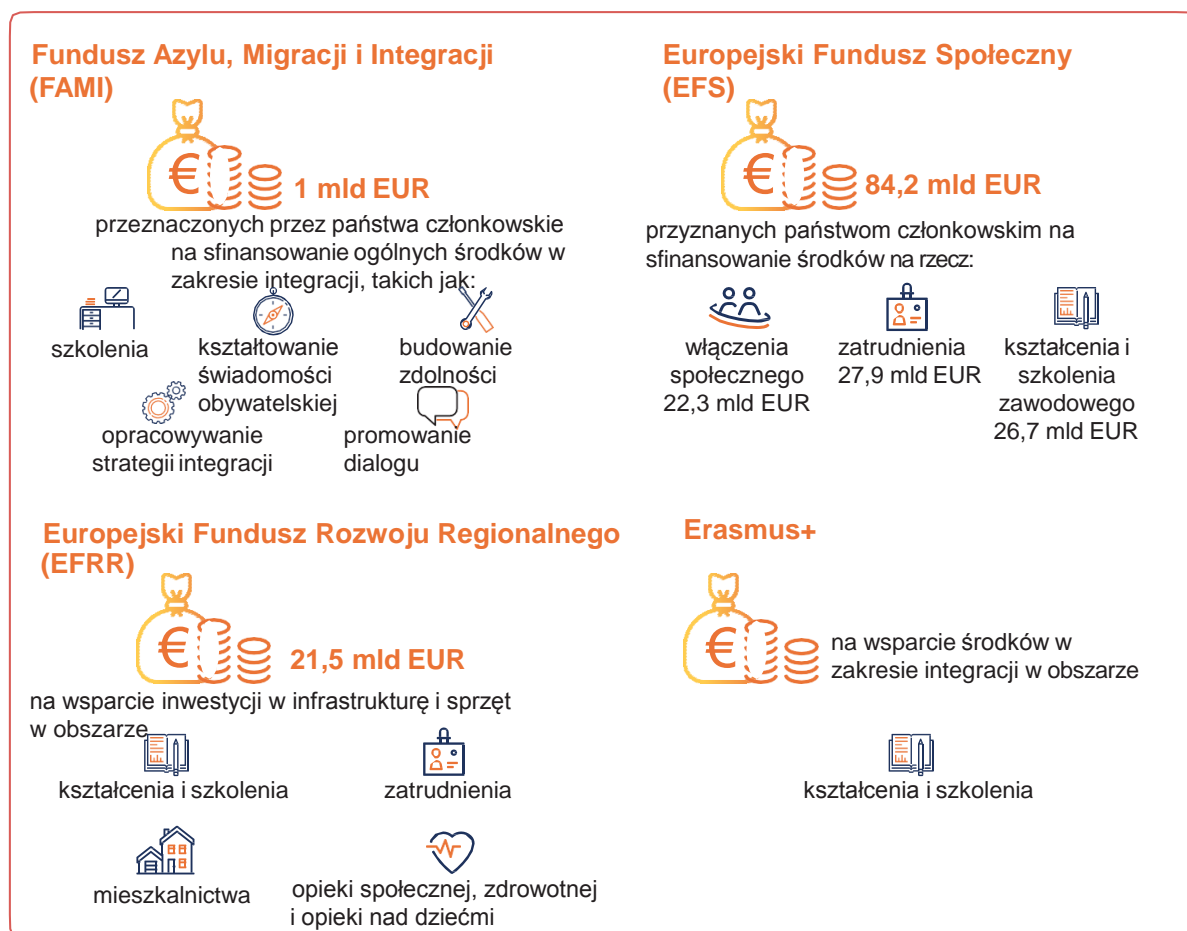 Fundusz Azylu, Migracji i Integracji
(FAMI)
1 mld EUR
przeznaczonych przez państwa członkowskie
na sfinansowanie ogólnych środków w
zakresie integracji, takich jak:
szkolenia
kształtowanie
świadomości
obywatelskiej
budowanie
zdolności
opracowywanie
strategii integracji
promowanie
dialogu
Europejski Fundusz Społeczny
(EFS)
84,2 mld EUR
przyznanych państwom członkowskim na
sfinansowanie środków na rzecz:
włączenia
społecznego
22,3 mld EUR
zatrudnienia
27,9 mld EUR
kształcenia i
szkolenia
zawodowego
26,7 mld EUR
Europejski Fundusz Rozwoju Regionalnego
(EFRR)
21,5 mld EUR
na wsparcie inwestycji w infrastrukturę i sprzęt
w obszarze
kształcenia i szkolenia
zatrudnienia
mieszkalnictwa
opieki społecznej, zdrowotnej
i opieki nad dziećmi
Erasmus+
na wsparcie środków w
zakresie integracji w obszarze
kształcenia i szkolenia